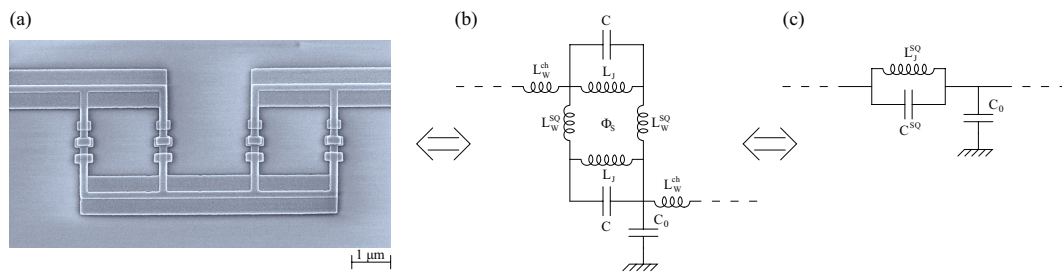 (a)
1 μm
(b)
C
L_W^ch
L_J
L_W^SQ
Φ_S
L_W^SQ
L_J
C
L_W^ch
C_0
(c)
L_J^SQ
C^SQ
C_0